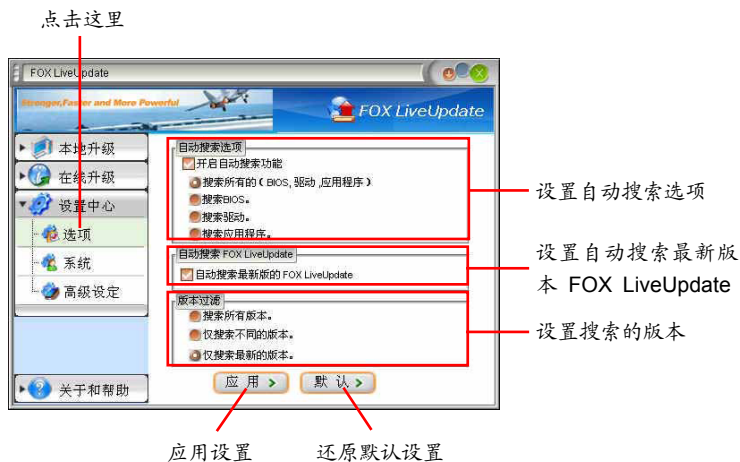 点击这里
FOX LiveUpdate
Stronger,Faster and More Powerful
FOX LiveUpdate
本地升级
在线升级
设置中心
选项
系统
高级设定
关于和帮助
自动搜索选项
开启自动搜索功能
搜索所有的(BIOS,驱动,应用程序)
搜索BIOS。
搜索驱动。
搜索应用程序。
自动搜索 FOX LiveUpdate
自动搜索最新版的 FOX LiveUpdate
版本过滤
搜索所有版本。
仅搜索不同的版本。
仅搜索最新的版本。
应用
默认
设置自动搜索选项
设置自动搜索最新版
本 FOX LiveUpdate
设置搜索的版本
应用设置
还原默认设置